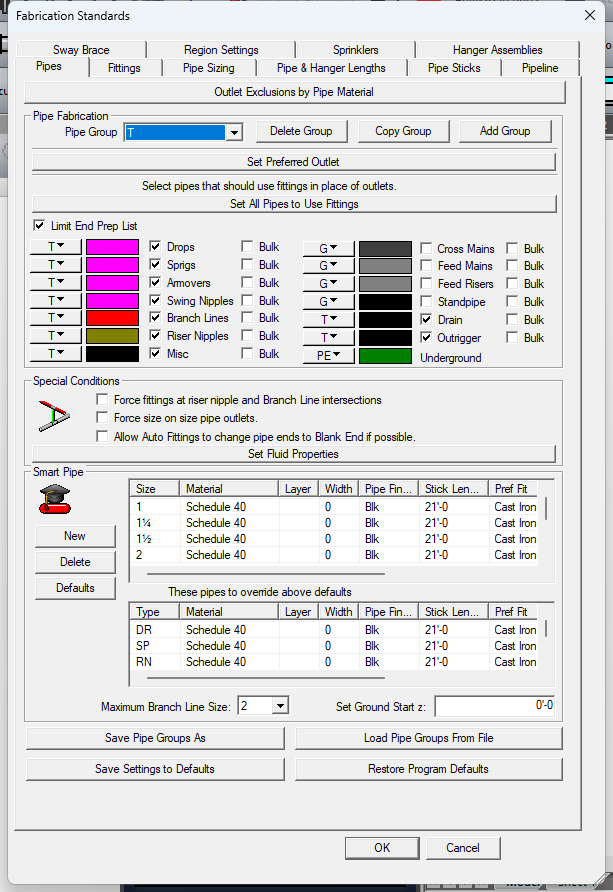 Fabrication Standards
Sway Brace Region Settings Sprinklers Hanger Assemblies
Pipes Fittings Pipe Sizing Pipe & Hanger Lengths Pipe Sticks Pipeline
Outlet Exclusions by Pipe Material
Pipe Fabrication
Pipe Group T Delete Group Copy Group Add Group
Set Preferred Outlet
Select pipes that should use fittings in place of outlets.
Set All Pipes to Use Fittings
Limit End Prep List
T Drops Bulk G Cross Mains Bulk
T Sprigs Bulk G Feed Mains Bulk
T Armovers Bulk G Feed Risers Bulk
T Swing Nipples Bulk G Standpipe Bulk
T Branch Lines Bulk T Drain Bulk
T Riser Nipples Bulk T Outrigger Bulk
T Misc Bulk PE Underground
Special Conditions
Force fittings at riser nipple and Branch Line intersections
Force size on size pipe outlets.
Allow Auto Fittings to change pipe ends to Blank End if possible.
Set Fluid Properties
Smart Pipe
New
Delete
Defaults
Size Material Layer Width Pipe Fin... Stick Len... Pref Fit
1 Schedule 40 0 Blk 21'-0 Cast Iron
1¼ Schedule 40 0 Blk 21'-0 Cast Iron
1½ Schedule 40 0 Blk 21'-0 Cast Iron
2 Schedule 40 0 Blk 21'-0 Cast Iron
These pipes to override above defaults
Type Material Layer Width Pipe Fin... Stick Len... Pref Fit
DR Schedule 40 0 Blk 21'-0 Cast Iron
SP Schedule 40 0 Blk 21'-0 Cast Iron
RN Schedule 40 0 Blk 21'-0 Cast Iron
Maximum Branch Line Size: 2 Set Ground Start z: 0'-0
Save Pipe Groups As Load Pipe Groups From File
Save Settings to Defaults Restore Program Defaults
OK Cancel